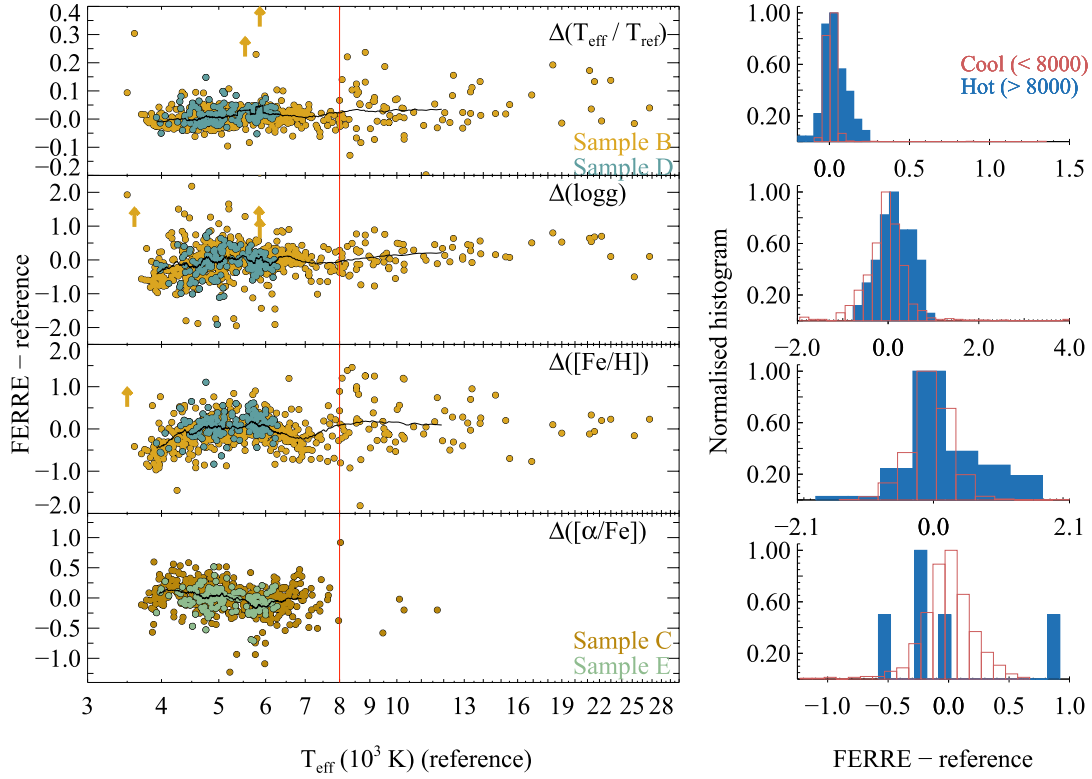 0.4
0.3
0.2
0.1
−0.0
0.1
0.2
Δ(T_eff / T_ref)
Sample B
Sample D
2.0
1.0
0.0
−1.0
−2.0
Δ(logg)
2.0
1.0
0.0
−1.0
−2.0
Δ([Fe/H])
1.0
0.5
0.0
−0.5
−1.0
Δ([α/Fe])
Sample C
Sample E
FERRE − reference
3 4 5 6 7 8 9 10 13 16 19 22 25 28
T_eff (10³ K) (reference)
1.00
0.60
0.20
Cool (< 8000)
Hot (> 8000)
0.0 0.5 1.0 1.5
1.00
0.60
0.20
−2.0 0.0 2.0 4.0
1.00
0.60
0.20
−2.1 0.0 2.1
1.00
0.60
0.20
−1.0 −0.5 0.0 0.5 1.0
Normalised histogram
FERRE − reference